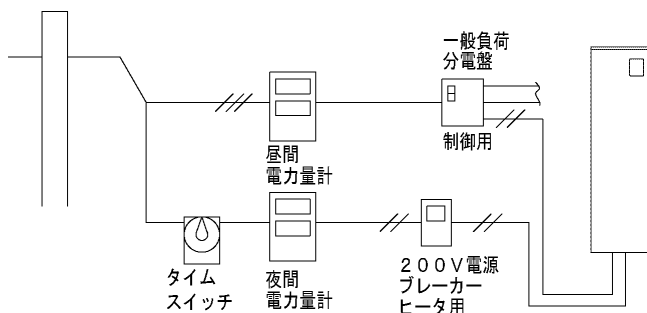 一般負荷
分電盤
制御用
昼間
電力量計
タイム
スイッチ
夜間
電力量計
２００Ｖ電源
ブレーカー
ヒータ用